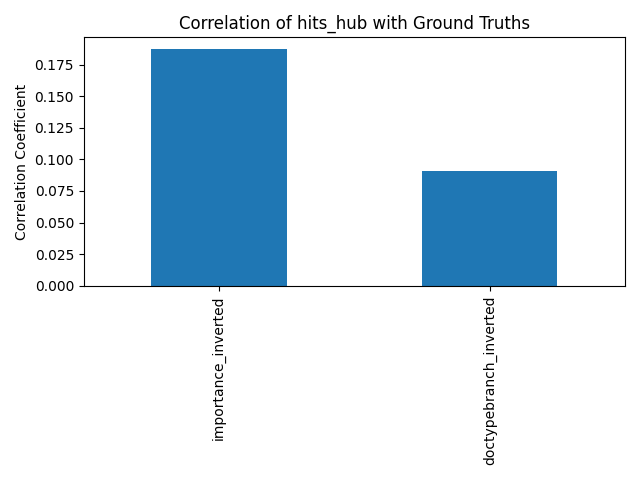 Correlation of hits_hub with Ground Truths
Correlation Coefficient
0.175
0.150
0.125
0.100
0.075
0.050
0.025
0.000
importance_inverted
doctypebranch_inverted